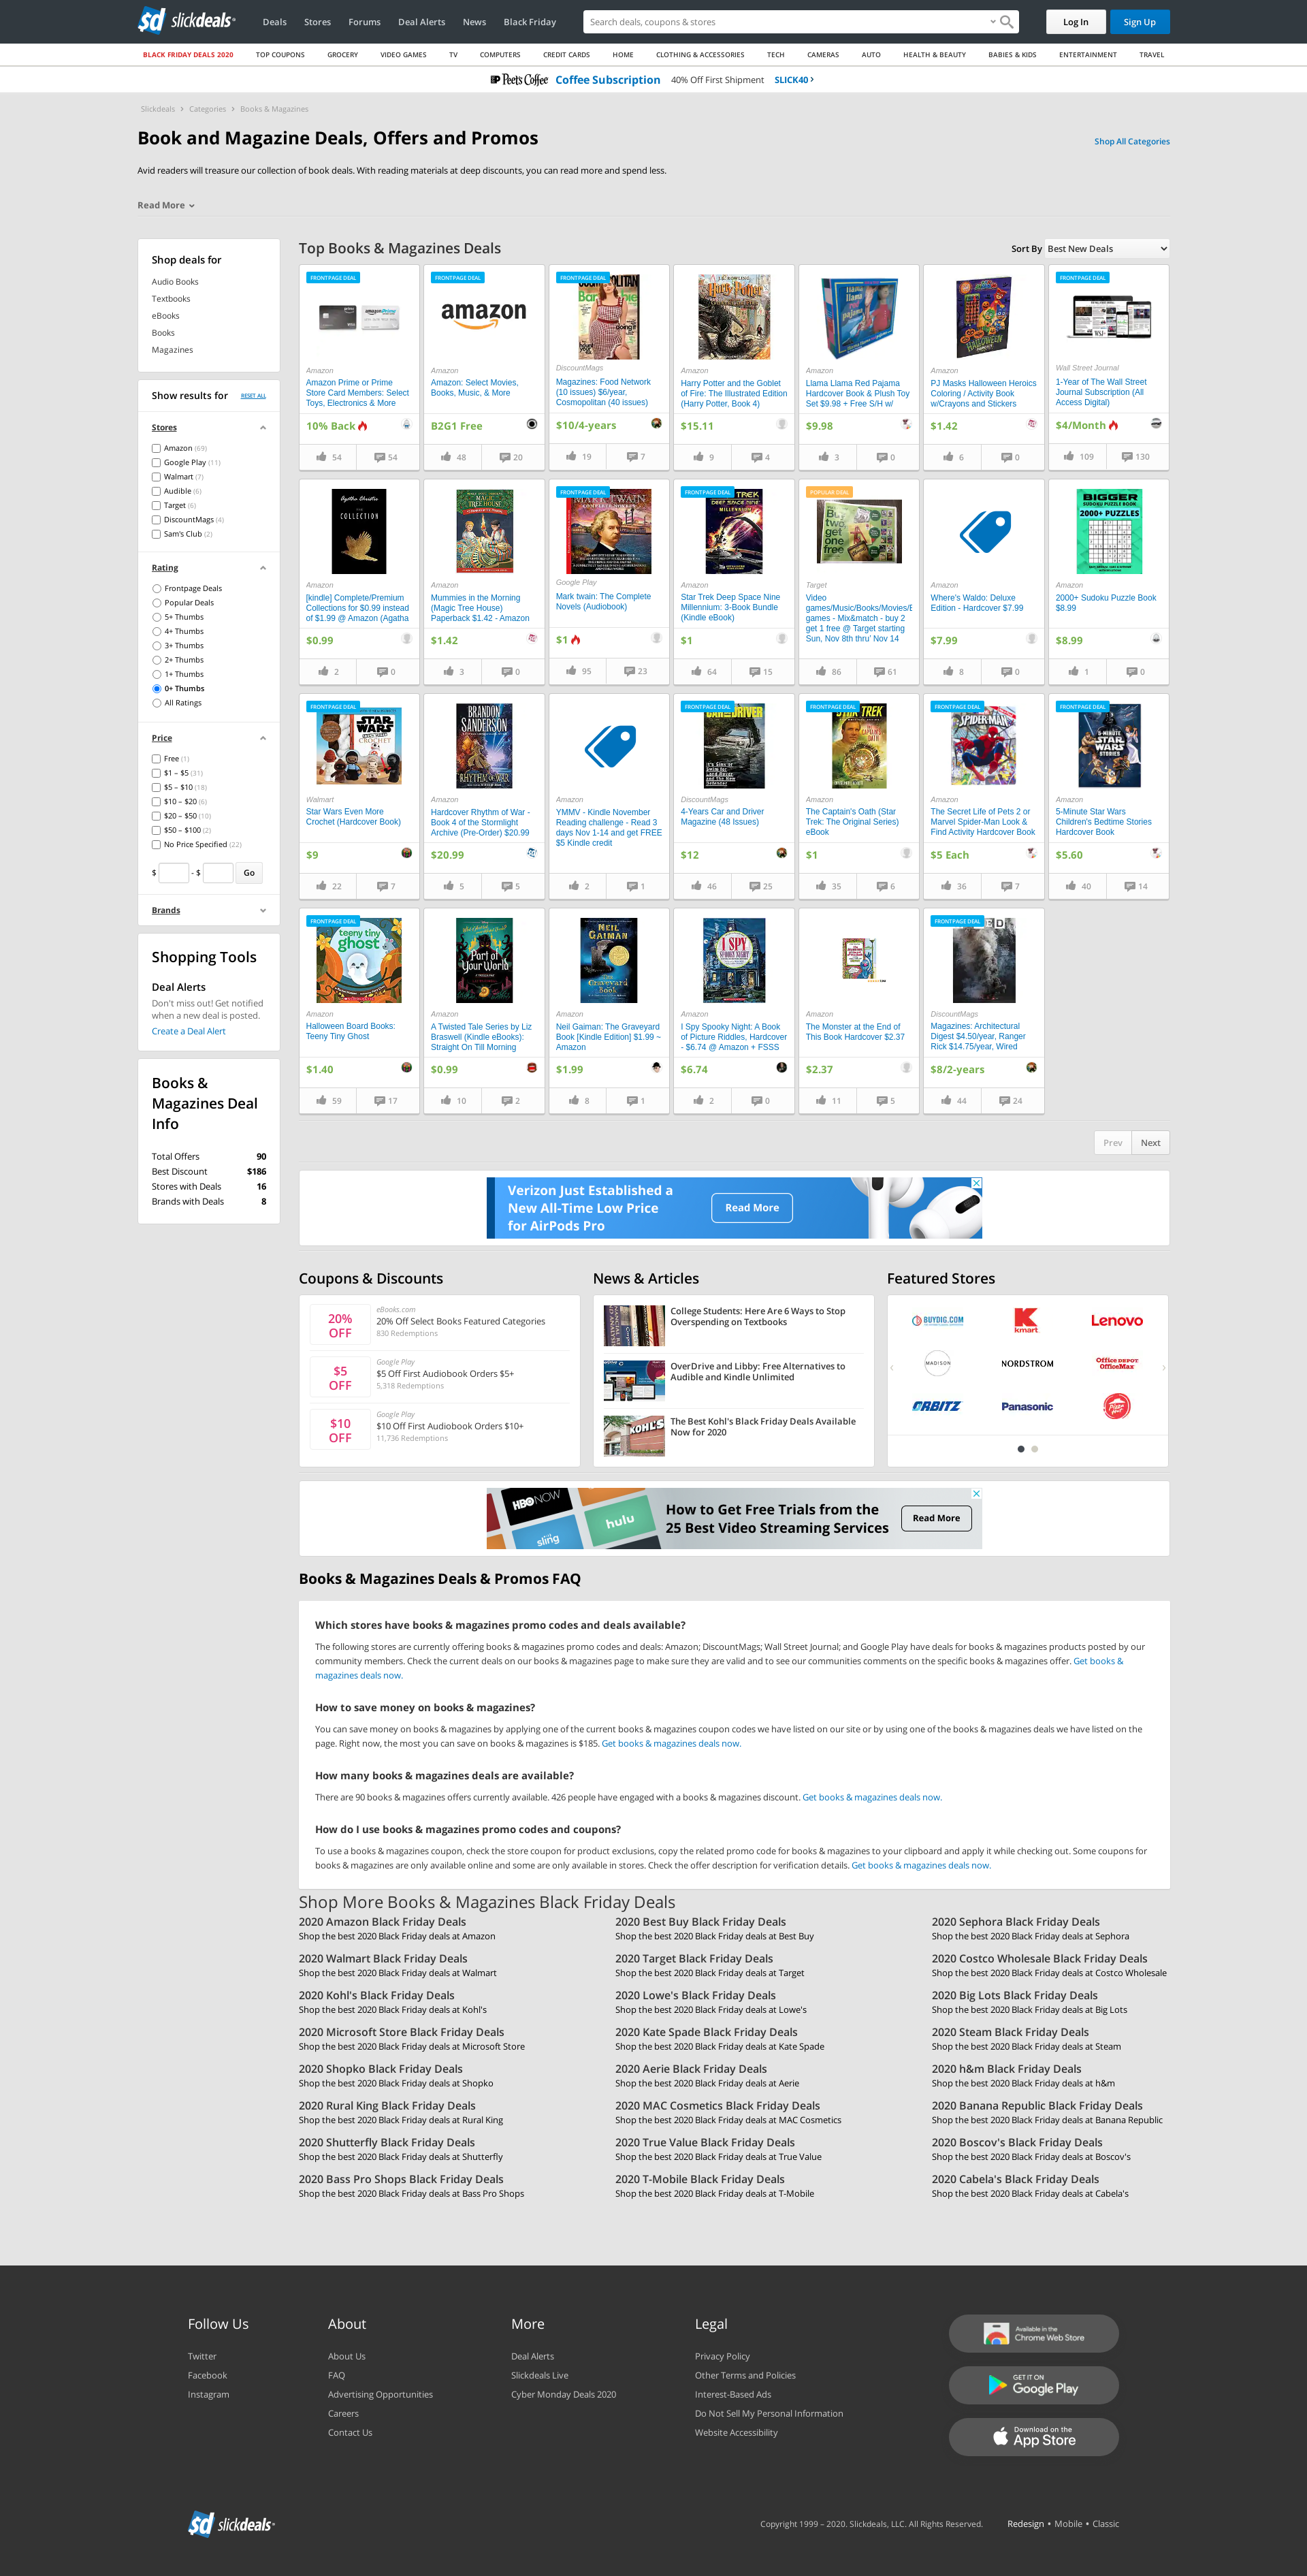 sd slickdeals
Deals Stores Forums Deal Alerts News Black Friday
Search deals, coupons & stores
Log In
Sign Up
BLACK FRIDAY DEALS 2020 TOP COUPONS GROCERY VIDEO GAMES TV COMPUTERS CREDIT CARDS HOME CLOTHING & ACCESSORIES TECH CAMERAS AUTO HEALTH & BEAUTY BABIES & KIDS ENTERTAINMENT TRAVEL
Peet's Coffee Coffee Subscription 40% Off First Shipment SLICK40 ›
Slickdeals › Categories › Books & Magazines
Book and Magazine Deals, Offers and Promos
Shop All Categories
Avid readers will treasure our collection of book deals. With reading materials at deep discounts, you can read more and spend less.
Read More
Shop deals for
Audio Books
Textbooks
eBooks
Books
Magazines
Show results for RESET ALL
Stores
Amazon (69)
Google Play (11)
Walmart (7)
Audible (6)
Target (6)
DiscountMags (4)
Sam's Club (2)
Rating
Frontpage Deals
Popular Deals
5+ Thumbs
4+ Thumbs
3+ Thumbs
2+ Thumbs
1+ Thumbs
0+ Thumbs
All Ratings
Price
Free (1)
$1 – $5 (31)
$5 – $10 (18)
$10 – $20 (6)
$20 – $50 (10)
$50 – $100 (2)
No Price Specified (22)
$ - $ Go
Brands
Shopping Tools
Deal Alerts
Don't miss out! Get notified
when a new deal is posted.
Create a Deal Alert
Books &
Magazines Deal
Info
Total Offers 90
Best Discount $186
Stores with Deals 16
Brands with Deals 8
Top Books & Magazines Deals
Sort By Best New Deals
FRONTPAGE DEAL
Amazon
Amazon Prime or Prime
Store Card Members: Select
Toys, Electronics & More
10% Back
54 54
FRONTPAGE DEAL
amazon
Amazon
Amazon: Select Movies,
Books, Music, & More
B2G1 Free
48 20
FRONTPAGE DEAL
DiscountMags
Magazines: Food Network
(10 issues) $6/year,
Cosmopolitan (40 issues)
$10/4-years
19 7
Harry Potter
Amazon
Harry Potter and the Goblet
of Fire: The Illustrated Edition
(Harry Potter, Book 4)
$15.11
9 4
Amazon
Llama Llama Red Pajama
Hardcover Book & Plush Toy
Set $9.98 + Free S/H w/
$9.98
3 0
Amazon
PJ Masks Halloween Heroics
Coloring / Activity Book
w/Crayons and Stickers
$1.42
6 0
FRONTPAGE DEAL
Wall Street Journal
1-Year of The Wall Street
Journal Subscription (All
Access Digital)
$4/Month
109 130
Agatha Christie
THE COLLECTION
Amazon
[kindle] Complete/Premium
Collections for $0.99 instead
of $1.99 @ Amazon (Agatha
$0.99
2 0
MAGIC TREE HOUSE
Amazon
Mummies in the Morning
(Magic Tree House)
Paperback $1.42 - Amazon
$1.42
3 0
FRONTPAGE DEAL
MARK TWAIN
Google Play
Mark twain: The Complete
Novels (Audiobook)
$1
95 23
FRONTPAGE DEAL
Amazon
Star Trek Deep Space Nine
Millennium: 3-Book Bundle
(Kindle eBook)
$1
64 15
POPULAR DEAL
Buy two, get one free
Target
Video
games/Music/Books/Movies/E
games - Mix&match - buy 2
get 1 free @ Target starting
Sun, Nov 8th thru' Nov 14
86 61
Amazon
Where's Waldo: Deluxe
Edition - Hardcover $7.99
$7.99
8 0
BIGGER
SUDOKU PUZZLE BOOK
2000+ PUZZLES
Amazon
2000+ Sudoku Puzzle Book
$8.99
$8.99
1 0
FRONTPAGE DEAL
STAR WARS
CROCHET
Walmart
Star Wars Even More
Crochet (Hardcover Book)
$9
22 7
BRANDON SANDERSON
RHYTHM OF WAR
Amazon
Hardcover Rhythm of War -
Book 4 of the Stormlight
Archive (Pre-Order) $20.99
$20.99
5 5
Amazon
YMMV - Kindle November
Reading challenge - Read 3
days Nov 1-14 and get FREE
$5 Kindle credit
2 1
FRONTPAGE DEAL
DiscountMags
4-Years Car and Driver
Magazine (48 Issues)
$12
46 25
FRONTPAGE DEAL
Amazon
The Captain's Oath (Star
Trek: The Original Series)
eBook
$1
35 6
FRONTPAGE DEAL
SPIDER-MAN
Amazon
The Secret Life of Pets 2 or
Marvel Spider-Man Look &
Find Activity Hardcover Book
$5 Each
36 7
FRONTPAGE DEAL
5-MINUTE STAR WARS STORIES
Amazon
5-Minute Star Wars
Children's Bedtime Stories
Hardcover Book
$5.60
40 14
FRONTPAGE DEAL
teeny tiny ghost
Amazon
Halloween Board Books:
Teeny Tiny Ghost
$1.40
59 17
Part of Your World
Amazon
A Twisted Tale Series by Liz
Braswell (Kindle eBooks):
Straight On Till Morning
$0.99
10 2
NEIL GAIMAN
The Graveyard Book
Amazon
Neil Gaiman: The Graveyard
Book [Kindle Edition] $1.99 ~
Amazon
$1.99
8 1
I SPY
SPOOKY NIGHT
Amazon
I Spy Spooky Night: A Book
of Picture Riddles, Hardcover
- $6.74 @ Amazon + FSSS
$6.74
2 0
Amazon
The Monster at the End of
This Book Hardcover $2.37
$2.37
11 5
FRONTPAGE DEAL
DiscountMags
Magazines: Architectural
Digest $4.50/year, Ranger
Rick $14.75/year, Wired
$8/2-years
44 24
Prev Next
Verizon Just Established a
New All-Time Low Price
for AirPods Pro
Read More
Coupons & Discounts
20% OFF
eBooks.com
20% Off Select Books Featured Categories
830 Redemptions
$5 OFF
Google Play
$5 Off First Audiobook Orders $5+
5,318 Redemptions
$10 OFF
Google Play
$10 Off First Audiobook Orders $10+
11,736 Redemptions
News & Articles
College Students: Here Are 6 Ways to Stop
Overspending on Textbooks
OverDrive and Libby: Free Alternatives to
Audible and Kindle Unlimited
KOHL'S
The Best Kohl's Black Friday Deals Available
Now for 2020
Featured Stores
BUYDIG.COM kmart Lenovo
MADISON NORDSTROM Office DEPOT OfficeMax
ORBITZ Panasonic Pizza Hut
HBO NOW
sling
hulu
How to Get Free Trials from the
25 Best Video Streaming Services
Read More
Books & Magazines Deals & Promos FAQ
Which stores have books & magazines promo codes and deals available?
The following stores are currently offering books & magazines promo codes and deals: Amazon; DiscountMags; Wall Street Journal; and Google Play have deals for books & magazines products posted by our
community members. Check the current deals on our books & magazines page to make sure they are valid and to see our communities comments on the specific books & magazines offer. Get books &
magazines deals now.
How to save money on books & magazines?
You can save money on books & magazines by applying one of the current books & magazines coupon codes we have listed on our site or by using one of the books & magazines deals we have listed on the
page. Right now, the most you can save on books & magazines is $185. Get books & magazines deals now.
How many books & magazines deals are available?
There are 90 books & magazines offers currently available. 426 people have engaged with a books & magazines discount. Get books & magazines deals now.
How do I use books & magazines promo codes and coupons?
To use a books & magazines coupon, check the store coupon for product exclusions, copy the related promo code for books & magazines to your clipboard and apply it while checking out. Some coupons for
books & magazines are only available online and some are only available in stores. Check the offer description for verification details. Get books & magazines deals now.
Shop More Books & Magazines Black Friday Deals
2020 Amazon Black Friday Deals
Shop the best 2020 Black Friday deals at Amazon
2020 Best Buy Black Friday Deals
Shop the best 2020 Black Friday deals at Best Buy
2020 Sephora Black Friday Deals
Shop the best 2020 Black Friday deals at Sephora
2020 Walmart Black Friday Deals
Shop the best 2020 Black Friday deals at Walmart
2020 Target Black Friday Deals
Shop the best 2020 Black Friday deals at Target
2020 Costco Wholesale Black Friday Deals
Shop the best 2020 Black Friday deals at Costco Wholesale
2020 Kohl's Black Friday Deals
Shop the best 2020 Black Friday deals at Kohl's
2020 Lowe's Black Friday Deals
Shop the best 2020 Black Friday deals at Lowe's
2020 Big Lots Black Friday Deals
Shop the best 2020 Black Friday deals at Big Lots
2020 Microsoft Store Black Friday Deals
Shop the best 2020 Black Friday deals at Microsoft Store
2020 Kate Spade Black Friday Deals
Shop the best 2020 Black Friday deals at Kate Spade
2020 Steam Black Friday Deals
Shop the best 2020 Black Friday deals at Steam
2020 Shopko Black Friday Deals
Shop the best 2020 Black Friday deals at Shopko
2020 Aerie Black Friday Deals
Shop the best 2020 Black Friday deals at Aerie
2020 h&m Black Friday Deals
Shop the best 2020 Black Friday deals at h&m
2020 Rural King Black Friday Deals
Shop the best 2020 Black Friday deals at Rural King
2020 MAC Cosmetics Black Friday Deals
Shop the best 2020 Black Friday deals at MAC Cosmetics
2020 Banana Republic Black Friday Deals
Shop the best 2020 Black Friday deals at Banana Republic
2020 Shutterfly Black Friday Deals
Shop the best 2020 Black Friday deals at Shutterfly
2020 True Value Black Friday Deals
Shop the best 2020 Black Friday deals at True Value
2020 Boscov's Black Friday Deals
Shop the best 2020 Black Friday deals at Boscov's
2020 Bass Pro Shops Black Friday Deals
Shop the best 2020 Black Friday deals at Bass Pro Shops
2020 T-Mobile Black Friday Deals
Shop the best 2020 Black Friday deals at T-Mobile
2020 Cabela's Black Friday Deals
Shop the best 2020 Black Friday deals at Cabela's
Follow Us
Twitter
Facebook
Instagram
About
About Us
FAQ
Advertising Opportunities
Careers
Contact Us
More
Deal Alerts
Slickdeals Live
Cyber Monday Deals 2020
Legal
Privacy Policy
Other Terms and Policies
Interest-Based Ads
Do Not Sell My Personal Information
Website Accessibility
Available in the
Chrome Web Store
GET IT ON
Google Play
Download on the
App Store
sd slickdeals
Copyright 1999 – 2020. Slickdeals, LLC. All Rights Reserved.
Redesign • Mobile • Classic